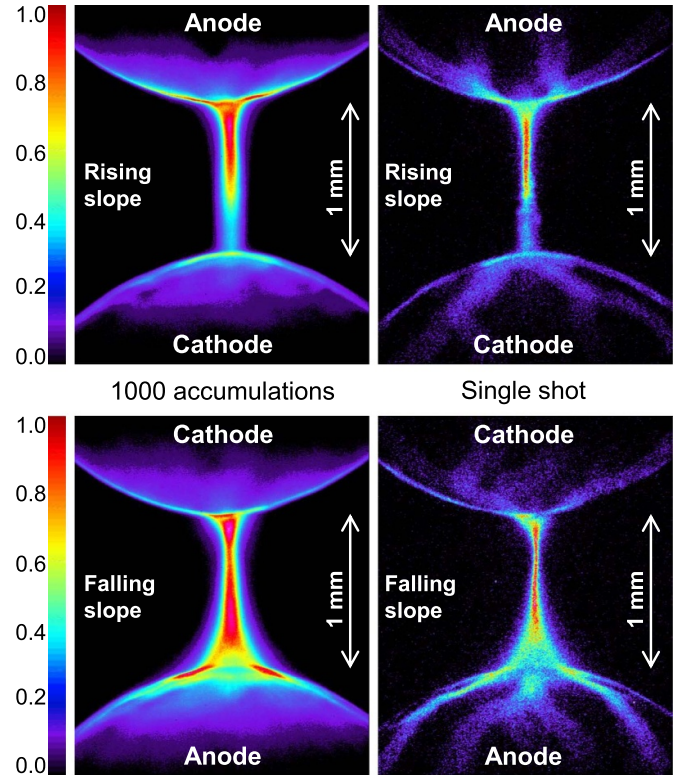 1.0
0.8
0.6
0.4
0.2
0.0
Anode
Rising
slope
1 mm
Cathode
Anode
Rising
slope
1 mm
Cathode
1000 accumulations
Single shot
1.0
0.8
0.6
0.4
0.2
0.0
Cathode
Falling
slope
1 mm
Anode
Cathode
Falling
slope
1 mm
Anode